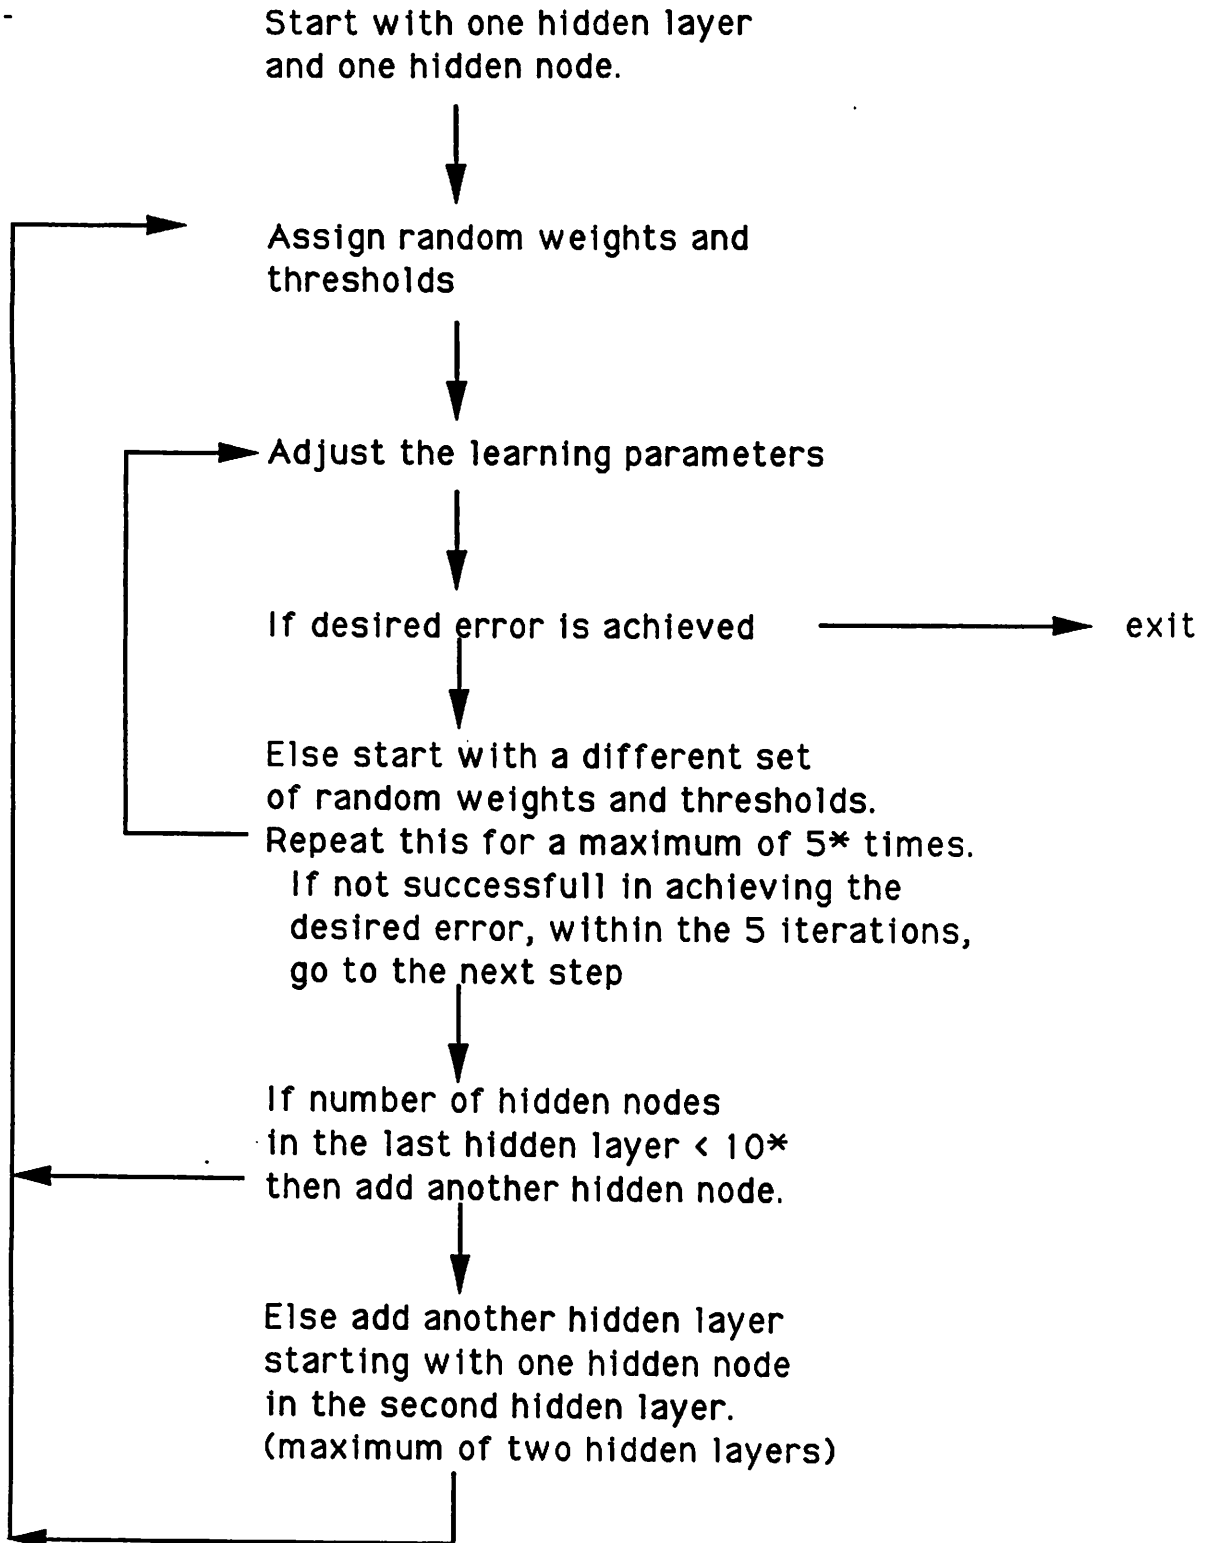 Start with one hidden layer
and one hidden node.
Assign random weights and
thresholds
Adjust the learning parameters
If desired error is achieved
exit
Else start with a different set
of random weights and thresholds.
Repeat this for a maximum of 5* times.
If not successfull in achieving the
desired error, within the 5 iterations,
go to the next step
If number of hidden nodes
in the last hidden layer < 10*
then add another hidden node.
Else add another hidden layer
starting with one hidden node
in the second hidden layer.
(maximum of two hidden layers)